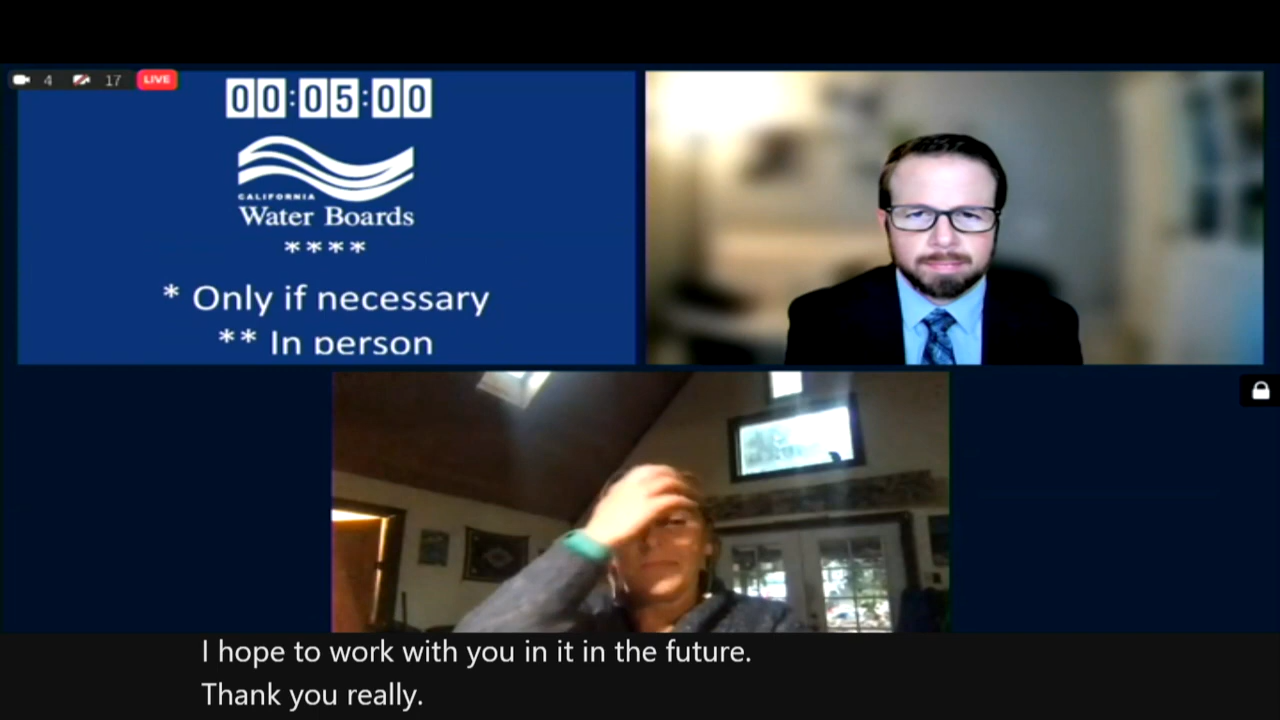 4 17 LIVE
00:05:00
CALIFORNIA
Water Boards
****
* Only if necessary
** In person
I hope to work with you in it in the future.
Thank you really.